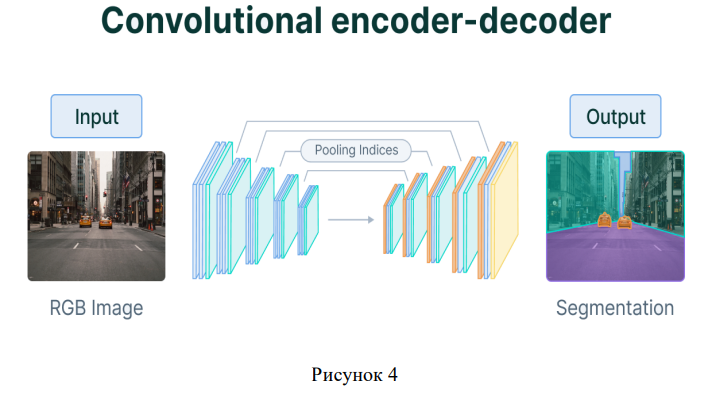 Convolutional encoder-decoder
Input
Output
Pooling Indices
RGB Image
Segmentation
Рисунок 4